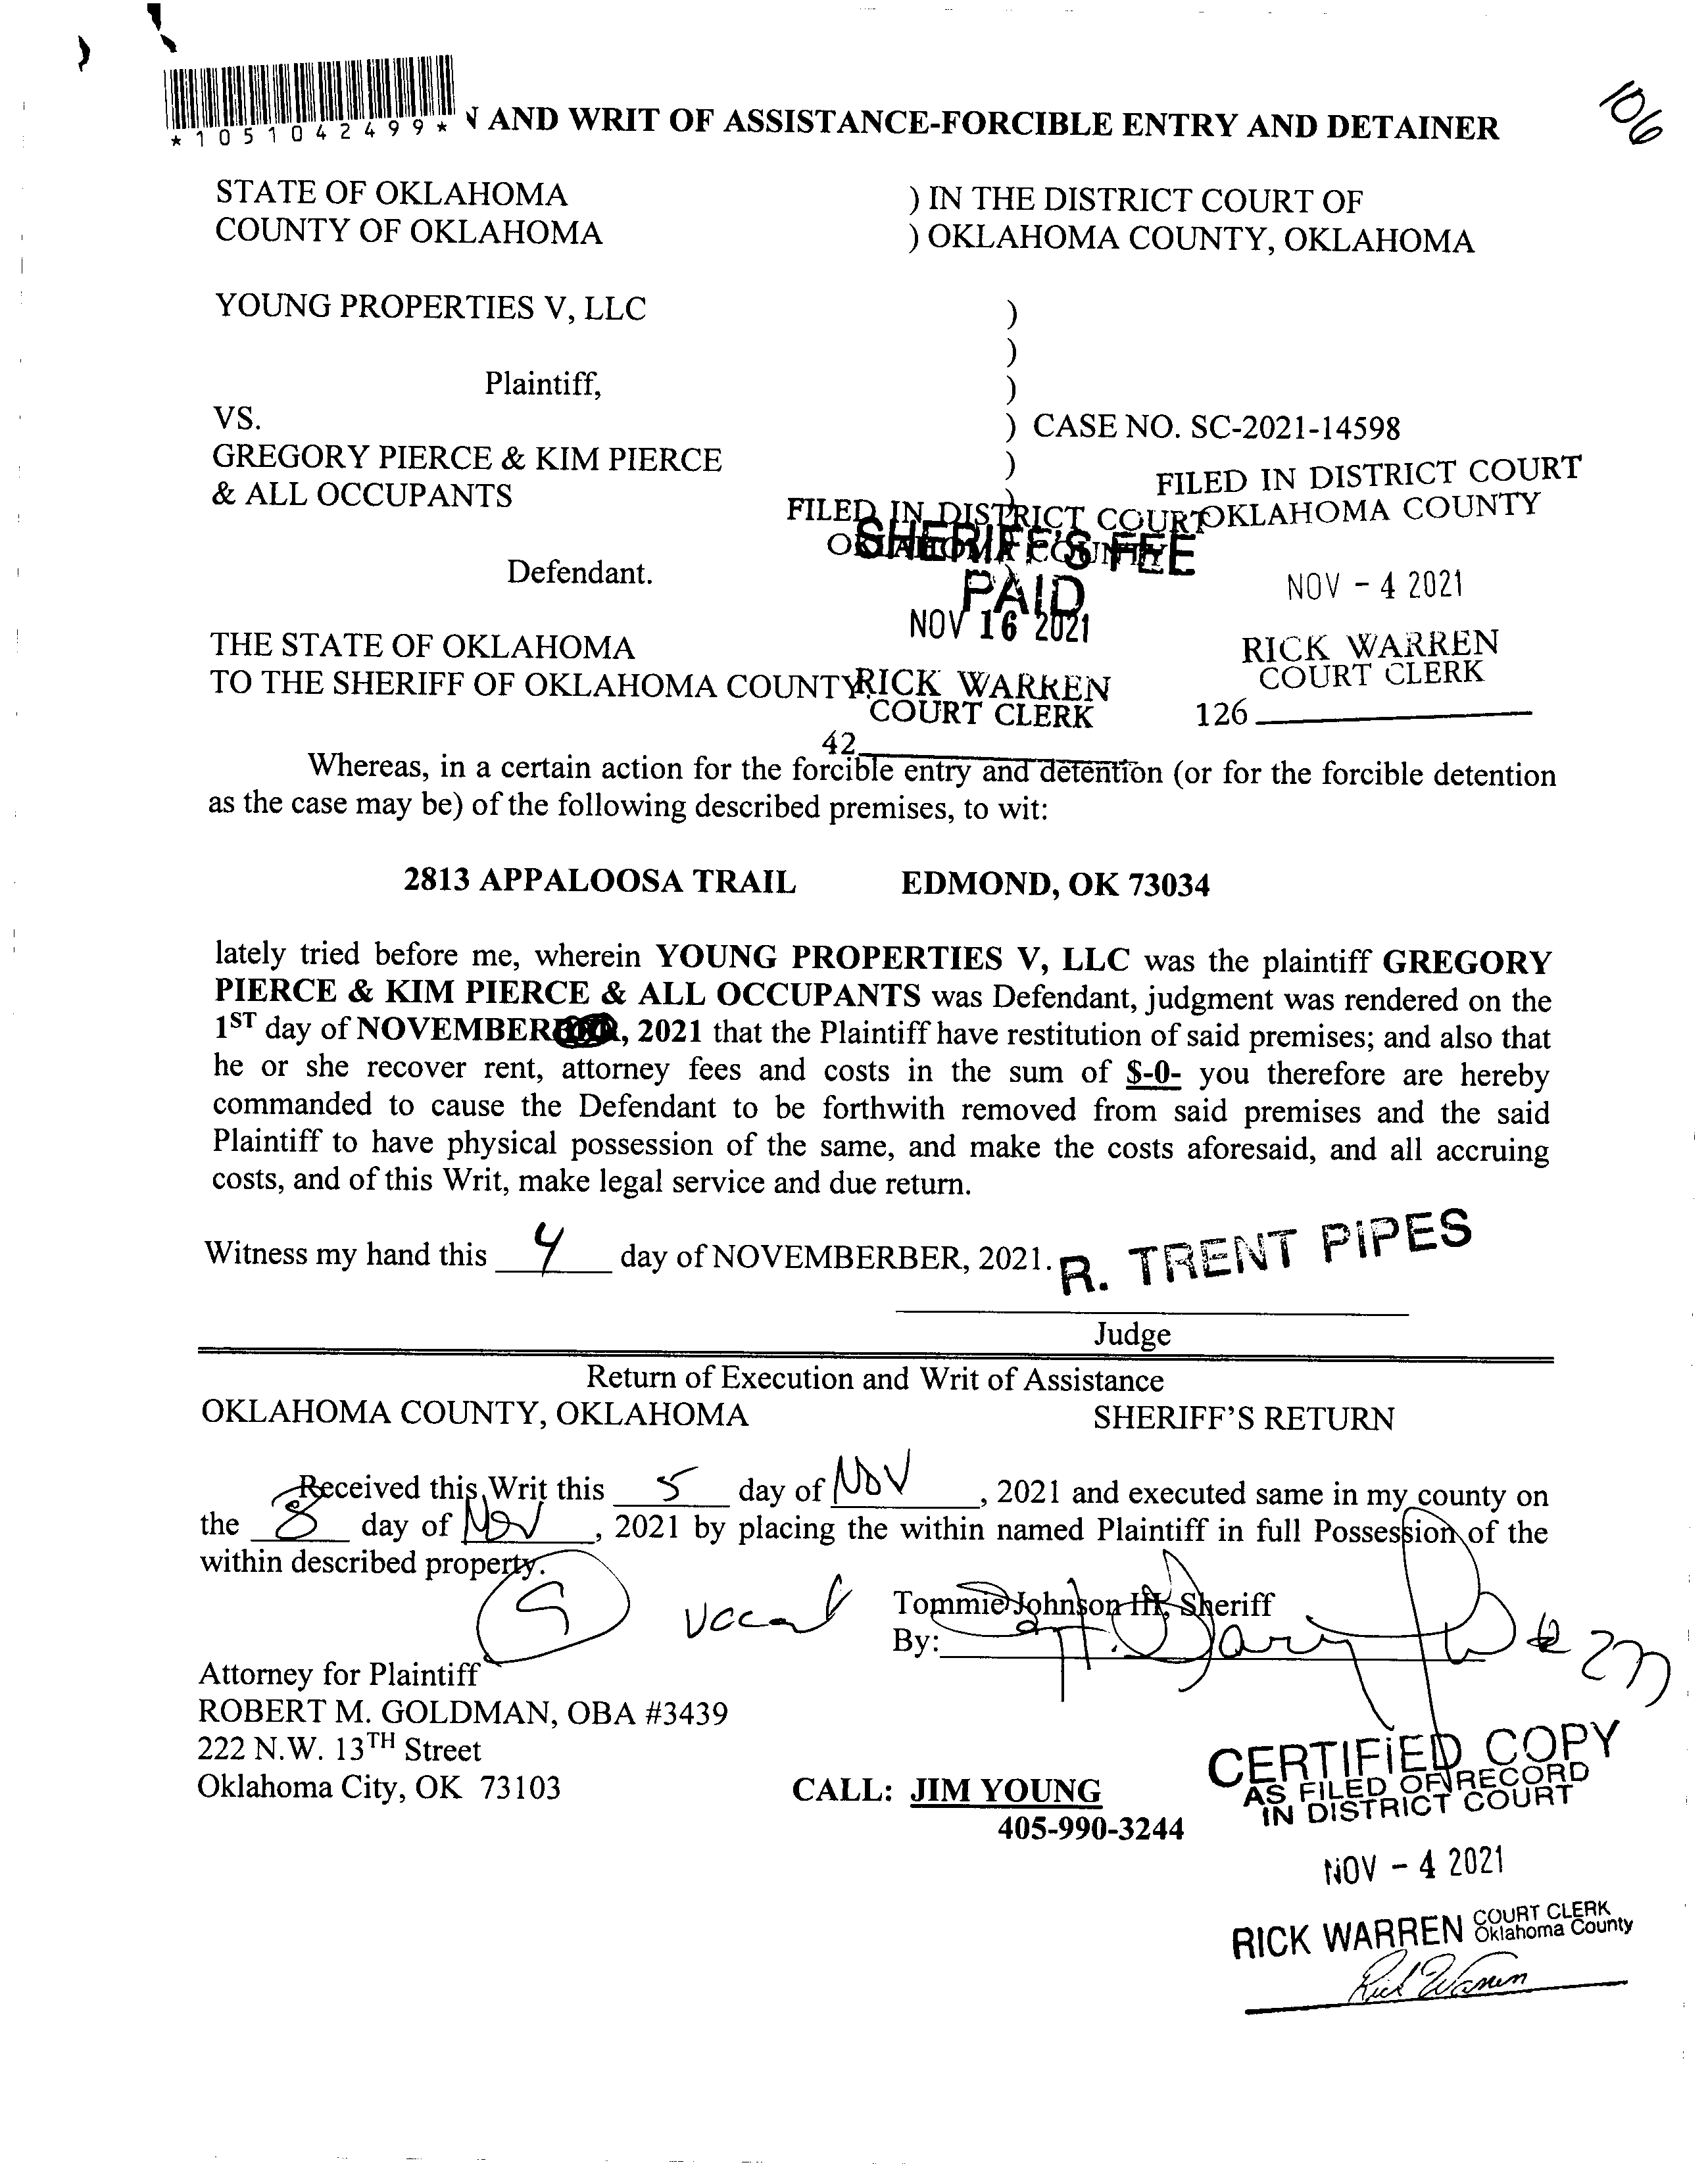 106
*1051042499*
AND WRIT OF ASSISTANCE-FORCIBLE ENTRY AND DETAINER
STATE OF OKLAHOMA ) IN THE DISTRICT COURT OF
COUNTY OF OKLAHOMA ) OKLAHOMA COUNTY, OKLAHOMA
YOUNG PROPERTIES V, LLC )
)
Plaintiff, )
VS. ) CASE NO. SC-2021-14598
GREGORY PIERCE & KIM PIERCE )
& ALL OCCUPANTS )
FILED IN DISTRICT COURT
OKLAHOMA COUNTY
FILED IN DISTRICT COURT
OKLAHOMA COUNTY
SHERIFF'S FEE
PAID
Defendant.
NOV - 4 2021
NOV 16 2021
THE STATE OF OKLAHOMA
TO THE SHERIFF OF OKLAHOMA COUNTY
RICK WARREN
COURT CLERK
RICK WARREN
COURT CLERK
126
42
Whereas, in a certain action for the forcible entry and detention (or for the forcible detention
as the case may be) of the following described premises, to wit:
2813 APPALOOSA TRAIL EDMOND, OK 73034
lately tried before me, wherein YOUNG PROPERTIES V, LLC was the plaintiff GREGORY
PIERCE & KIM PIERCE & ALL OCCUPANTS was Defendant, judgment was rendered on the
1ST day of NOVEMBER, 2021 that the Plaintiff have restitution of said premises; and also that
he or she recover rent, attorney fees and costs in the sum of $-0- you therefore are hereby
commanded to cause the Defendant to be forthwith removed from said premises and the said
Plaintiff to have physical possession of the same, and make the costs aforesaid, and all accruing
costs, and of this Writ, make legal service and due return.
Witness my hand this 4 day of NOVEMBERBER, 2021. R. TRENT PIPES
Judge
Return of Execution and Writ of Assistance
OKLAHOMA COUNTY, OKLAHOMA SHERIFF'S RETURN
Received this Writ this 5 day of Nov, 2021 and executed same in my county on
the 8 day of Nov, 2021 by placing the within named Plaintiff in full Possession of the
within described property.
vacant
Tommie Johnson III, Sheriff
By:
Attorney for Plaintiff
ROBERT M. GOLDMAN, OBA #3439
222 N.W. 13TH Street
Oklahoma City, OK 73103
CALL: JIM YOUNG
405-990-3244
CERTIFIED COPY
AS FILED OF RECORD
IN DISTRICT COURT
NOV - 4 2021
RICK WARREN COURT CLERK
Oklahoma County
Rick Warren